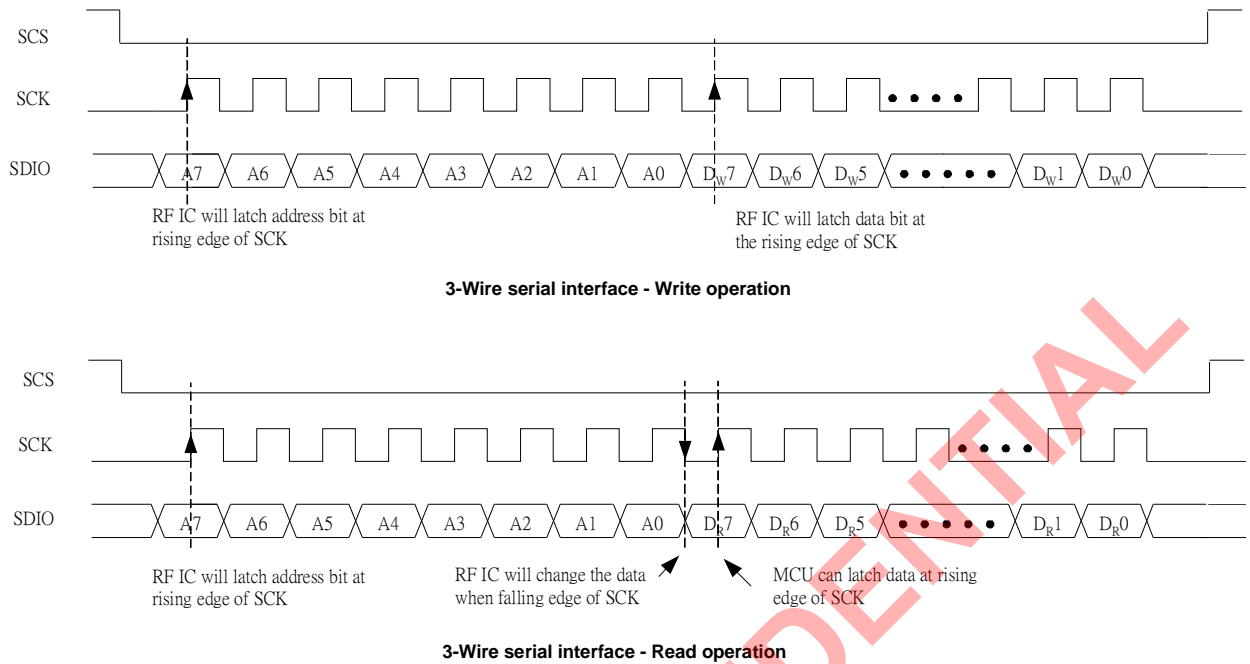 SCS
SCK
SDIO A7 A6 A5 A4 A3 A2 A1 A0 DW7 DW6 DW5 DW1 DW0
RF IC will latch address bit at
rising edge of SCK
RF IC will latch data bit at
the rising edge of SCK
3-Wire serial interface - Write operation
SCS
SCK
SDIO A7 A6 A5 A4 A3 A2 A1 A0 DR7 DR6 DR5 DR1 DR0
RF IC will latch address bit at
rising edge of SCK
RF IC will change the data
when falling edge of SCK
MCU can latch data at rising
edge of SCK
3-Wire serial interface - Read operation